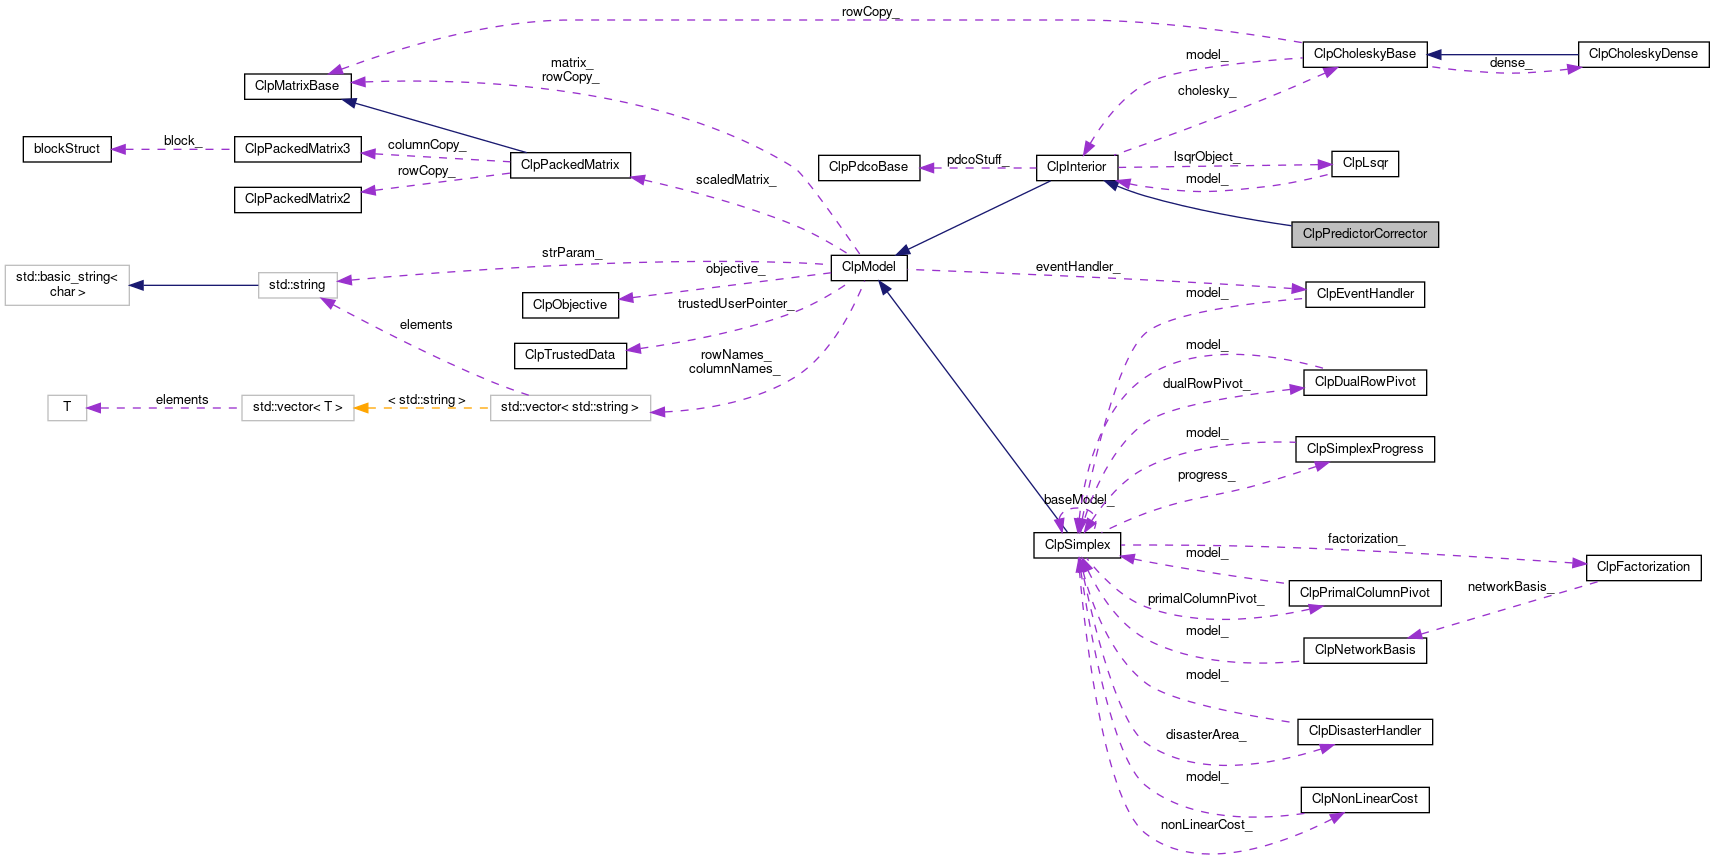 rowCopy_
ClpCholeskyBase
ClpCholeskyDense
model_
dense_
matrix_
rowCopy_
ClpMatrixBase
cholesky_
block_
columnCopy_
blockStruct
ClpPackedMatrix3
ClpPackedMatrix
ClpPdcoBase
pdcoStuff_
ClpInterior
lsqrObject_
ClpLsqr
rowCopy_
scaledMatrix_
model_
ClpPackedMatrix2
ClpPredictorCorrector
strParam_
objective_
ClpModel
eventHandler_
std::basic_string<
char >
std::string
ClpObjective
trustedUserPointer_
model_
ClpEventHandler
elements
ClpTrustedData
rowNames_
columnNames_
model_
dualRowPivot_
ClpDualRowPivot
T
elements
std::vector< T >
< std::string >
std::vector< std::string >
model_
ClpSimplexProgress
progress_
baseModel_
ClpSimplex
factorization_
model_
ClpFactorization
primalColumnPivot_
ClpPrimalColumnPivot
networkBasis_
model_
ClpNetworkBasis
model_
disasterArea_
ClpDisasterHandler
model_
ClpNonLinearCost
nonLinearCost_